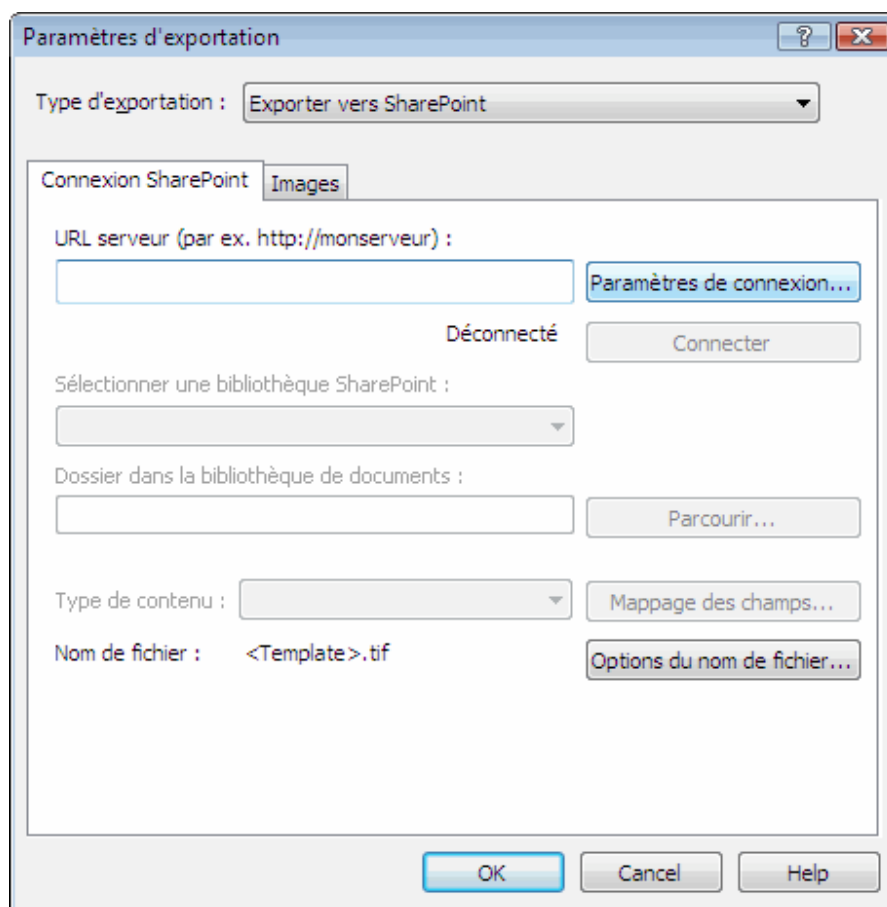 Paramètres d'exportation
Type d'exportation : Exporter vers SharePoint
Connexion SharePoint Images
URL serveur (par ex. http://monserveur) :
Paramètres de connexion...
Déconnecté Connecter
Sélectionner une bibliothèque SharePoint :
Dossier dans la bibliothèque de documents :
Parcourir...
Type de contenu : Mappage des champs...
Nom de fichier : <Template>.tif Options du nom de fichier...
OK Cancel Help